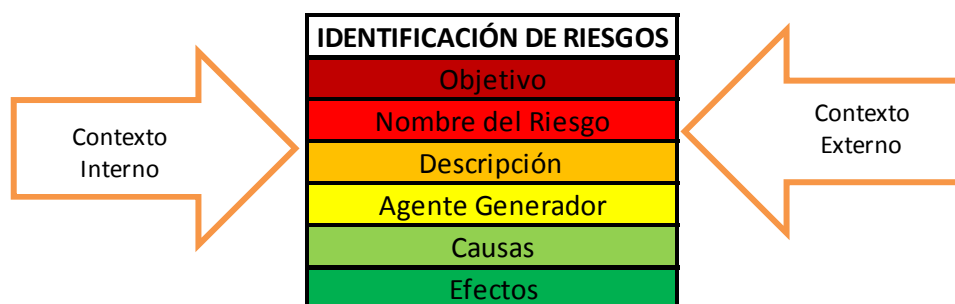 IDENTIFICACIÓN DE RIESGOS
Objetivo
Nombre del Riesgo
Descripción
Agente Generador
Causas
Efectos
Contexto
Interno
Contexto
Externo